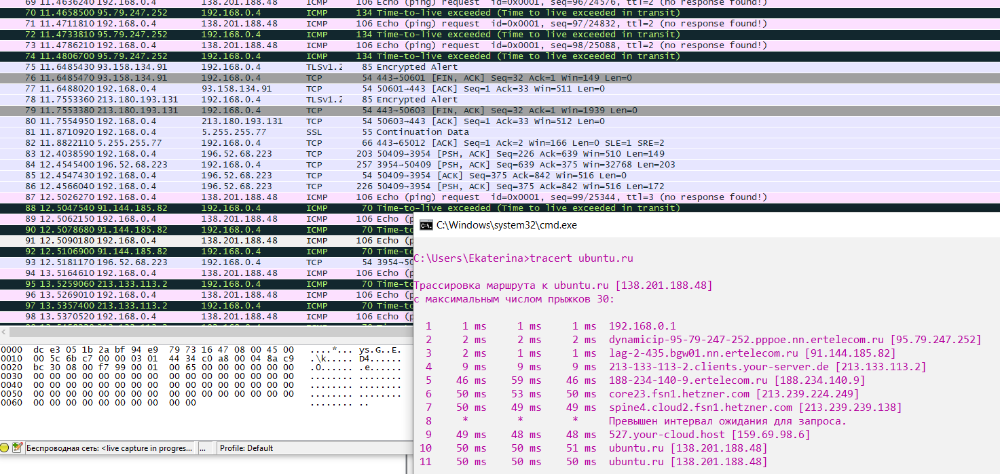 69 11.4636240 192.168.0.4 138.201.188.48 ICMP 106 Echo (ping) request id=0x0001, seq=96/24576, ttl=2 (no response found!)
70 11.4658500 95.79.247.252 192.168.0.4 ICMP 134 Time-to-live exceeded (Time to live exceeded in transit)
71 11.4711810 192.168.0.4 138.201.188.48 ICMP 106 Echo (ping) request id=0x0001, seq=97/24832, ttl=2 (no response found!)
72 11.4733810 95.79.247.252 192.168.0.4 ICMP 134 Time-to-live exceeded (Time to live exceeded in transit)
73 11.4786210 192.168.0.4 138.201.188.48 ICMP 106 Echo (ping) request id=0x0001, seq=98/25088, ttl=2 (no response found!)
74 11.4806700 95.79.247.252 192.168.0.4 ICMP 134 Time-to-live exceeded (Time to live exceeded in transit)
75 11.6485430 93.158.134.91 192.168.0.4 TLSv1.2 85 Encrypted Alert
76 11.6485470 93.158.134.91 192.168.0.4 TCP 54 443→50601 [FIN, ACK] Seq=32 Ack=1 Win=149 Len=0
77 11.6488020 192.168.0.4 93.158.134.91 TCP 54 50601→443 [ACK] Seq=1 Ack=33 Win=511 Len=0
78 11.7553360 213.180.193.131 192.168.0.4 TLSv1.2 85 Encrypted Alert
79 11.7553380 213.180.193.131 192.168.0.4 TCP 54 443→50603 [FIN, ACK] Seq=32 Ack=1 Win=1939 Len=0
80 11.7554950 192.168.0.4 213.180.193.131 TCP 54 50603→443 [ACK] Seq=1 Ack=33 Win=512 Len=0
81 11.8710920 192.168.0.4 5.255.255.77 SSL 55 Continuation Data
82 11.8822110 5.255.255.77 192.168.0.4 TCP 66 443→65012 [ACK] Seq=1 Ack=2 Win=166 Len=0 SLE=1 SRE=2
83 12.4038590 192.168.0.4 196.52.68.223 TCP 203 50409→3954 [PSH, ACK] Seq=226 Ack=639 Win=510 Len=149
84 12.4545400 196.52.68.223 192.168.0.4 TCP 257 3954→50409 [PSH, ACK] Seq=639 Ack=375 Win=32768 Len=203
85 12.4547430 192.168.0.4 196.52.68.223 TCP 54 50409→3954 [ACK] Seq=375 Ack=842 Win=516 Len=0
86 12.4566040 192.168.0.4 196.52.68.223 TCP 226 50409→3954 [PSH, ACK] Seq=375 Ack=842 Win=516 Len=172
87 12.5026270 192.168.0.4 138.201.188.48 ICMP 106 Echo (ping) request id=0x0001, seq=99/25344, ttl=3 (no response found!)
88 12.5047540 91.144.185.82 192.168.0.4 ICMP 70 Time-to-live exceeded (Time to live exceeded in transit)
89 12.5062150 192.168.0.4 138.201.188.48 ICMP 106 Echo (p
90 12.5078680 91.144.185.82 192.168.0.4 ICMP 70 Time-to
91 12.5090180 192.168.0.4 138.201.188.48 ICMP 106 Echo (p
92 12.5106900 91.144.185.82 192.168.0.4 ICMP 70 Time-to
93 12.5181170 196.52.68.223 192.168.0.4 TCP 54 3954→50
94 13.5164610 192.168.0.4 138.201.188.48 ICMP 106 Echo (p
95 13.5259060 213.133.113.2 192.168.0.4 ICMP 70 Time-to
96 13.5269010 192.168.0.4 138.201.188.48 ICMP 106 Echo (p
97 13.5357400 213.133.113.2 192.168.0.4 ICMP 70 Time-to
98 13.5370520 192.168.0.4 138.201.188.48 ICMP 106 Echo (p
0000 dc e3 05 1b 2a bf 94 e9 79 73 16 47 08 00 45 00 ....*... ys.G..E.
0010 00 5c 6b c7 00 00 03 01 44 34 c0 a8 00 04 8a c9 .\k..... D4......
0020 bc 30 08 00 f7 99 00 01 00 65 00 00 00 00 00 00 .0...... .e......
0030 00 00 00 00 00 00 00 00 00 00 00 00 00 00 00 00 ........ ........
0040 00 00 00 00 00 00 00 00 00 00 00 00 00 00 00 00 ........ ........
0050 00 00 00 00 00 00 00 00 00 00 00 00 00 00 00 00 ........ ........
0060 00 00 00 00 00 00 00 00 00 00 ........ ..
Беспроводная сеть: <live capture in progres... ... Profile: Default
C:\Windows\system32\cmd.exe
C:\Users\Ekaterina>tracert ubuntu.ru
Трассировка маршрута к ubuntu.ru [138.201.188.48]
с максимальным числом прыжков 30:
1 1 ms 1 ms 1 ms 192.168.0.1
2 2 ms 2 ms 2 ms dynamicip-95-79-247-252.pppoe.nn.ertelecom.ru [95.79.247.252]
3 2 ms 1 ms 1 ms lag-2-435.bgw01.nn.ertelecom.ru [91.144.185.82]
4 9 ms 9 ms 9 ms 213-133-113-2.clients.your-server.de [213.133.113.2]
5 46 ms 59 ms 46 ms 188-234-140-9.ertelecom.ru [188.234.140.9]
6 50 ms 53 ms 50 ms core23.fsn1.hetzner.com [213.239.224.249]
7 50 ms 49 ms 49 ms spine4.cloud2.fsn1.hetzner.com [213.239.239.138]
8 * * * Превышен интервал ожидания для запроса.
9 49 ms 48 ms 48 ms 527.your-cloud.host [159.69.98.6]
10 50 ms 50 ms 51 ms ubuntu.ru [138.201.188.48]
11 50 ms 50 ms 50 ms ubuntu.ru [138.201.188.48]